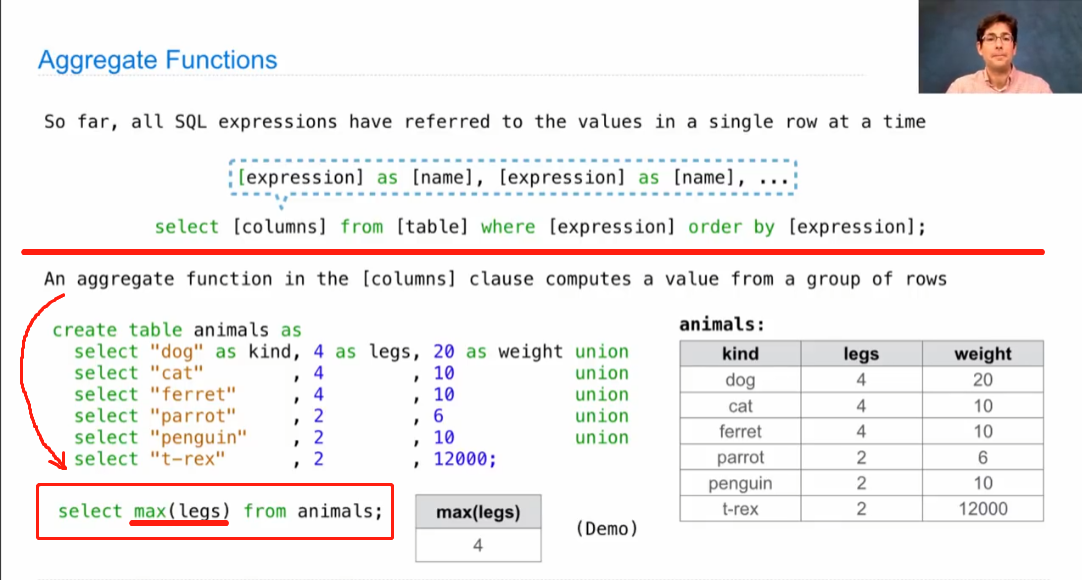 Aggregate Functions
So far, all SQL expressions have referred to the values in a single row at a time
[expression] as [name], [expression] as [name], ...
select [columns] from [table] where [expression] order by [expression];
An aggregate function in the [columns] clause computes a value from a group of rows
create table animals as
select "dog" as kind, 4 as legs, 20 as weight union
select "cat" , 4 , 10 union
select "ferret" , 4 , 10 union
select "parrot" , 2 , 6 union
select "penguin" , 2 , 10 union
select "t-rex" , 2 , 12000;
animals:
kind legs weight
dog 4 20
cat 4 10
ferret 4 10
parrot 2 6
penguin 2 10
t-rex 2 12000
select max(legs) from animals;
max(legs)
4
(Demo)